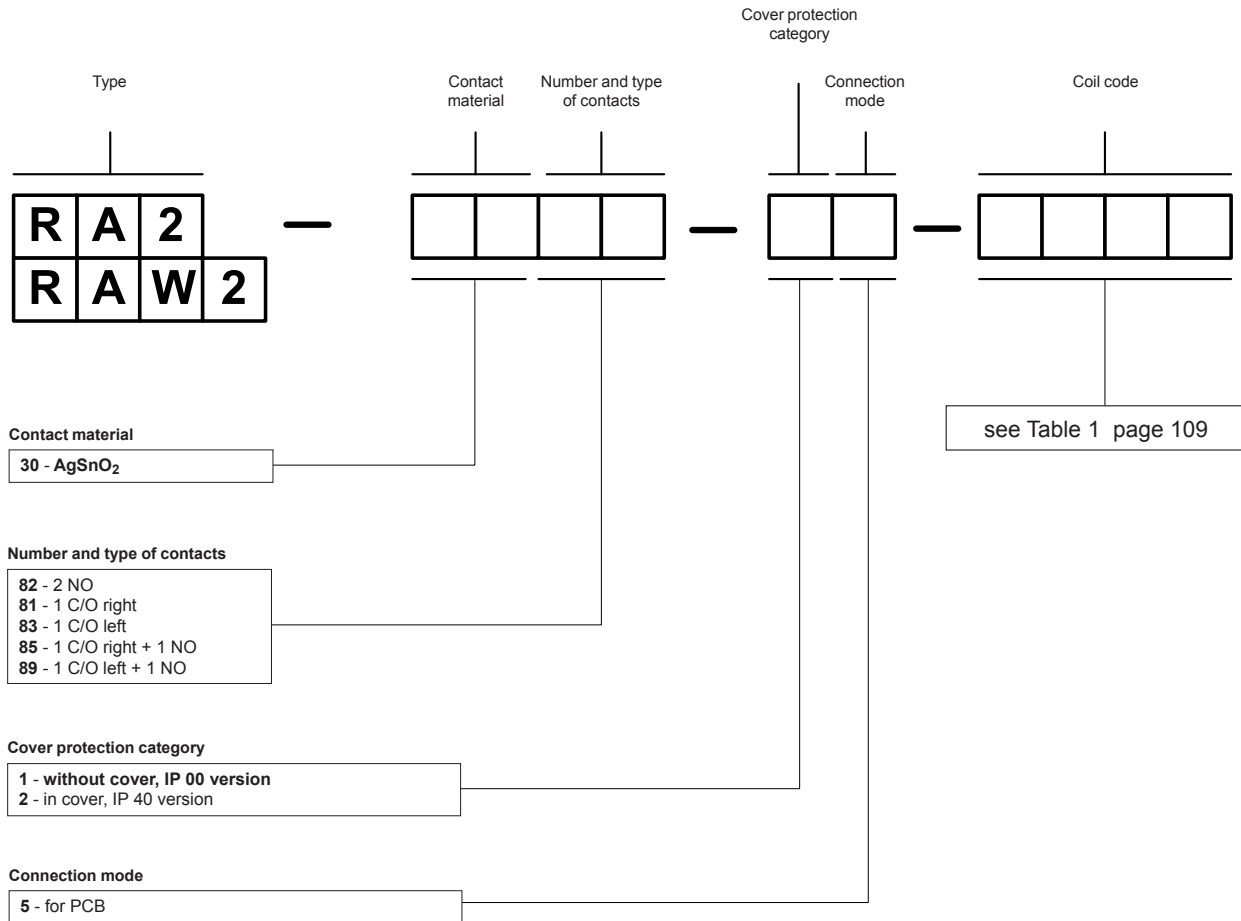 Cover protection
category
Type
Contact
material
Number and type
of contacts
Connection
mode
Coil code
R A 2
R A W 2
see Table 1 page 109
Contact material
30 - AgSnO₂
Number and type of contacts
82 - 2 NO
81 - 1 C/O right
83 - 1 C/O left
85 - 1 C/O right + 1 NO
89 - 1 C/O left + 1 NO
Cover protection category
1 - without cover, IP 00 version
2 - in cover, IP 40 version
Connection mode
5 - for PCB